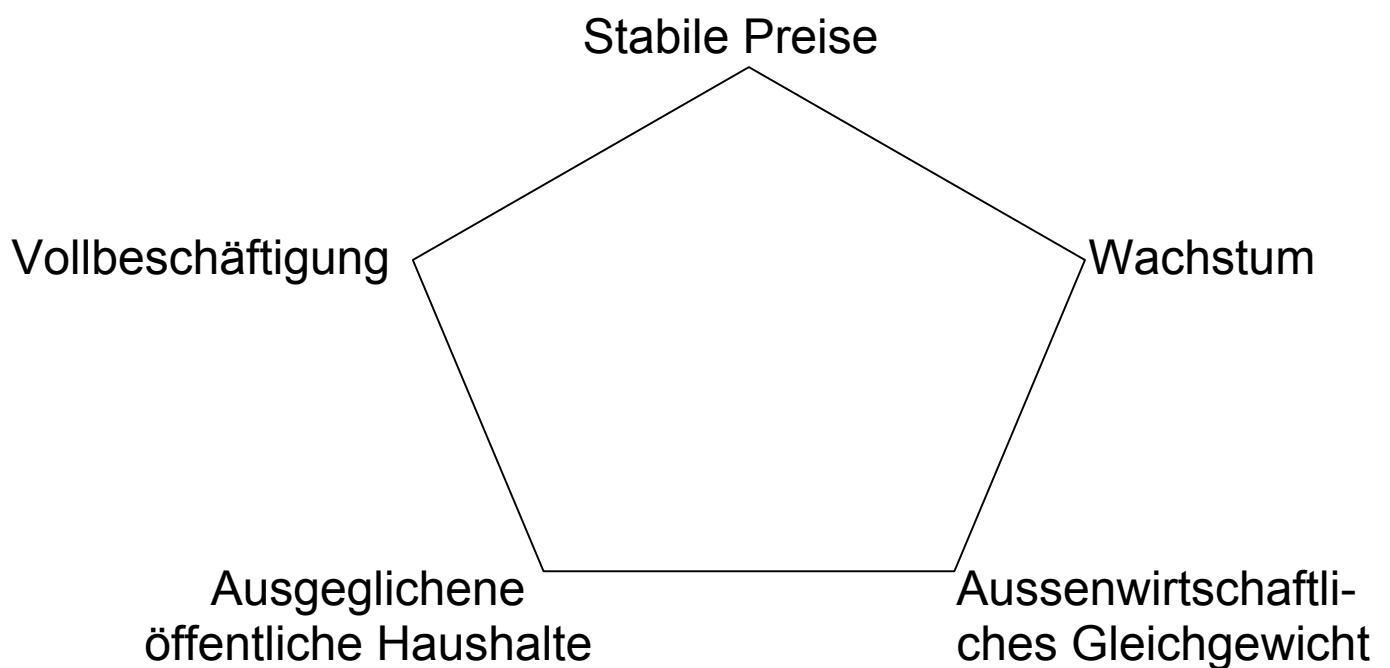 Stabile Preise
Vollbeschäftigung
Wachstum
Ausgeglichene
öffentliche Haushalte
Aussenwirtschaftli-
ches Gleichgewicht